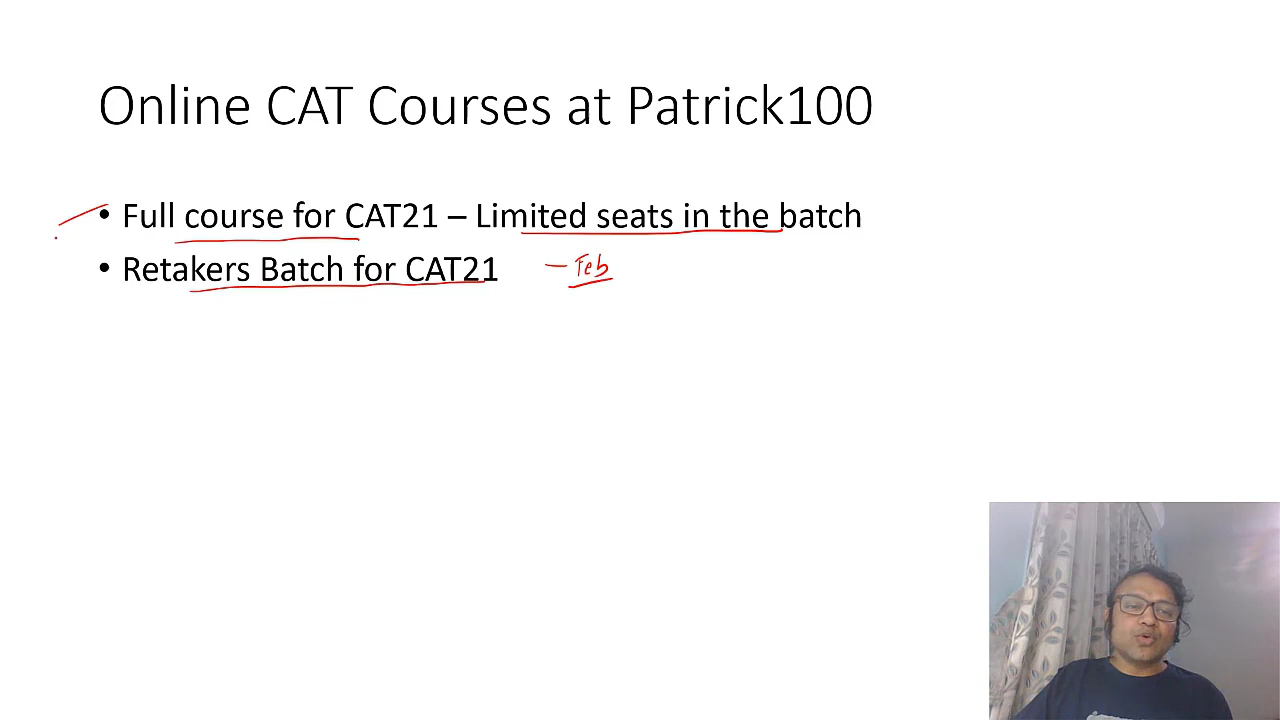 Online CAT Courses at Patrick100
• Full course for CAT21 – Limited seats in the batch
• Retakers Batch for CAT21 – Feb